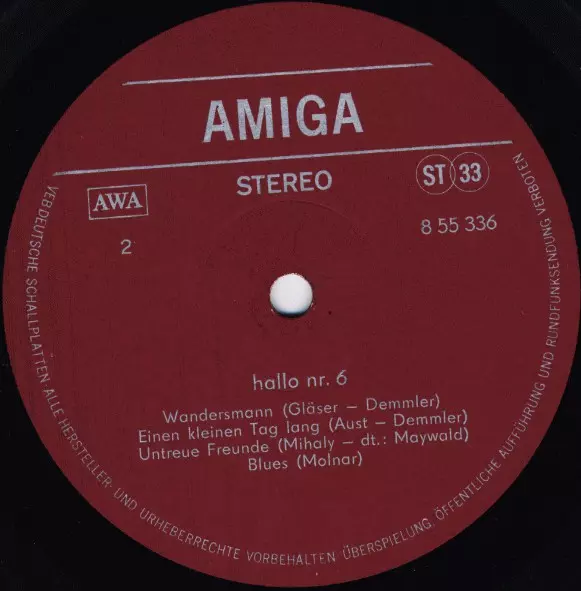 AMIGA
STEREO
ST 33
AWA
2
8 55 336
hallo nr. 6
Wandersmann (Gläser – Demmler)
Einen kleinen Tag lang (Aust – Demmler)
Untreue Freunde (Mihaly – dt.: Maywald)
Blues (Molnar)
VEB DEUTSCHE SCHALLPLATTEN ALLE HERSTELLER- UND URHEBERRECHTE VORBEHALTEN ÜBERSPIELUNG, ÖFFENTLICHE AUFFÜHRUNG UND RUNDFUNKSENDUNG VERBOTEN